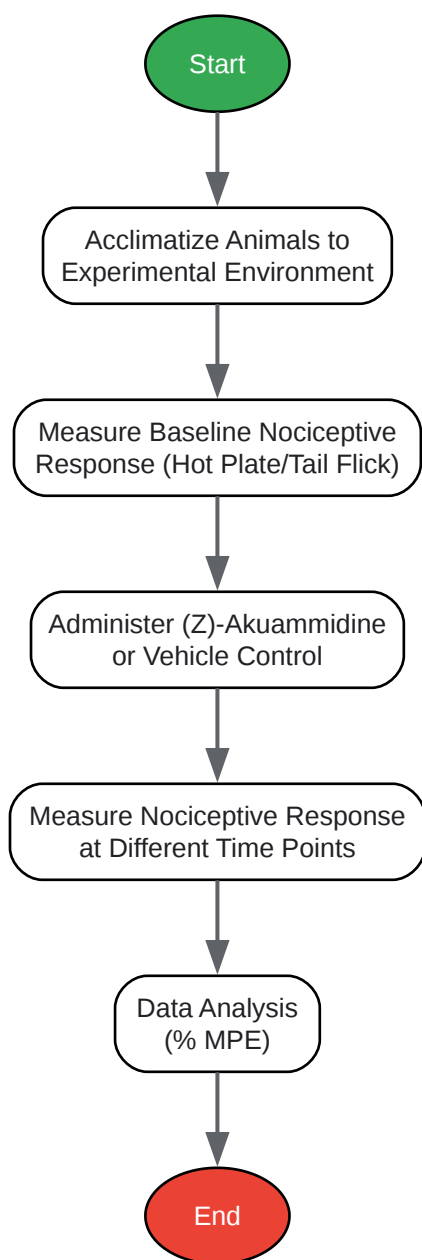 Start
Acclimatize Animals to
Experimental Environment
Measure Baseline Nociceptive
Response (Hot Plate/Tail Flick)
Administer (Z)-Akuammidine
or Vehicle Control
Measure Nociceptive Response
at Different Time Points
Data Analysis
(% MPE)
End